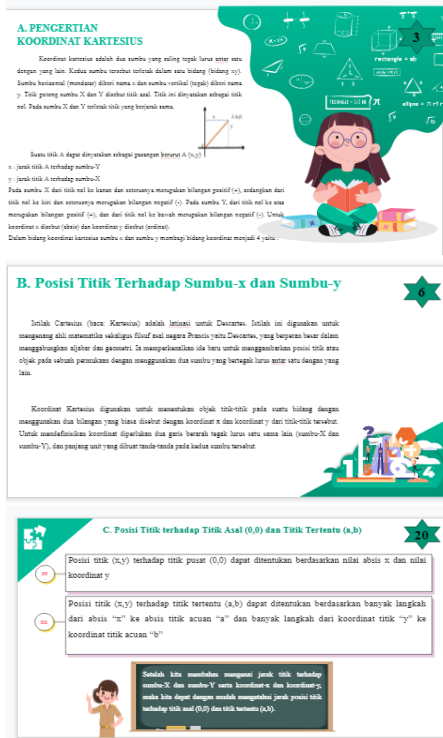 A. PENGERTIAN
KOORDINAT KARTESIUS
3
Koordinat kartesius adalah dua sumbu yang saling tegak lurus antar satu
dengan yang lain. Kedua sumbu tersebut terletak dalam satu bidang (bidang xy).
Sumbu horizontal (mendatar) diberi nama x dan sumbu vertikal (tegak) diberi nama
y. Titik potong sumbu X dan Y disebut titik asal. Titik ini dinyatakan sebagai titik
nol. Pada sumbu X dan Y terletak titik yang berjarak sama.
Suatu titik A dapat dinyatakan sebagai pasangan berurut A (x,y)
x : jarak titik A terhadap sumbu-Y
y : jarak titik A terhadap sumbu-X
Pada sumbu X dari titik nol ke kanan dan seterusnya merupakan bilangan positif (+), sedangkan dari
titik nol ke kiri dan seterusnya merupakan bilangan negatif (-). Pada sumbu Y, dari titik nol ke atas
merupakan bilangan positif (+), dan dari titik nol ke bawah merupakan bilangan negatif (-). Untuk
koordinat x disebut (absis) dan koordinat y disebut (ordinat).
Dalam bidang koordinat kartesius sumbu x dan sumbu y membagi bidang koordinat menjadi 4 yaitu :
rectangle = ab
TRIANGLE = 1/2 bh
π
ellipse = π r1 r
B. Posisi Titik Terhadap Sumbu-x dan Sumbu-y
6
Istilah Cartesius (baca: Kartesius) adalah latinasi untuk Descartes. Istilah ini digunakan untuk
mengenang ahli matematika sekaligus filsuf asal negara Prancis yaitu Descartes, yang berperan besar dalam
menggabungkan aljabar dan geometri. Ia memperkenalkan ide baru untuk menggambarkan posisi titik atau
objek pada sebuah permukaan dengan menggunakan dua sumbu yang bertegak lurus antar satu dengan yang
lain.
Koordinat Kartesius digunakan untuk menentukan objek titik-titik pada suatu bidang dengan
menggunakan dua bilangan yang biasa disebut dengan koordinat x dan koordinat y dari titik-titik tersebut.
Untuk mendefinisikan koordinat diperlukan dua garis berarah tegak lurus satu sama lain (sumbu-X dan
sumbu-Y), dan panjang unit yang dibuat tanda-tanda pada kedua sumbu tersebut.
C. Posisi Titik terhadap Titik Asal (0,0) dan Titik Tertentu (a,b)
20
01
Posisi titik (x,y) terhadap titik pusat (0,0) dapat ditentukan berdasarkan nilai absis x dan nilai
koordinat y
02
Posisi titik (x,y) terhadap titik tertentu (a,b) dapat ditentukan berdasarkan banyak langkah
dari absis “x” ke absis titik acuan “a” dan banyak langkah dari koordinat titik “y” ke
koordinat titik acuan “b”
Setelah kita membahas mengenai jarak titik terhadap
sumbu-X dan sumbu-Y serta koordinat-x dan koordinat-y,
maka kita dapat dengan mudah mengetahui jarak posisi titik
terhadap titik asal (0,0) dan titik tertentu (a,b).